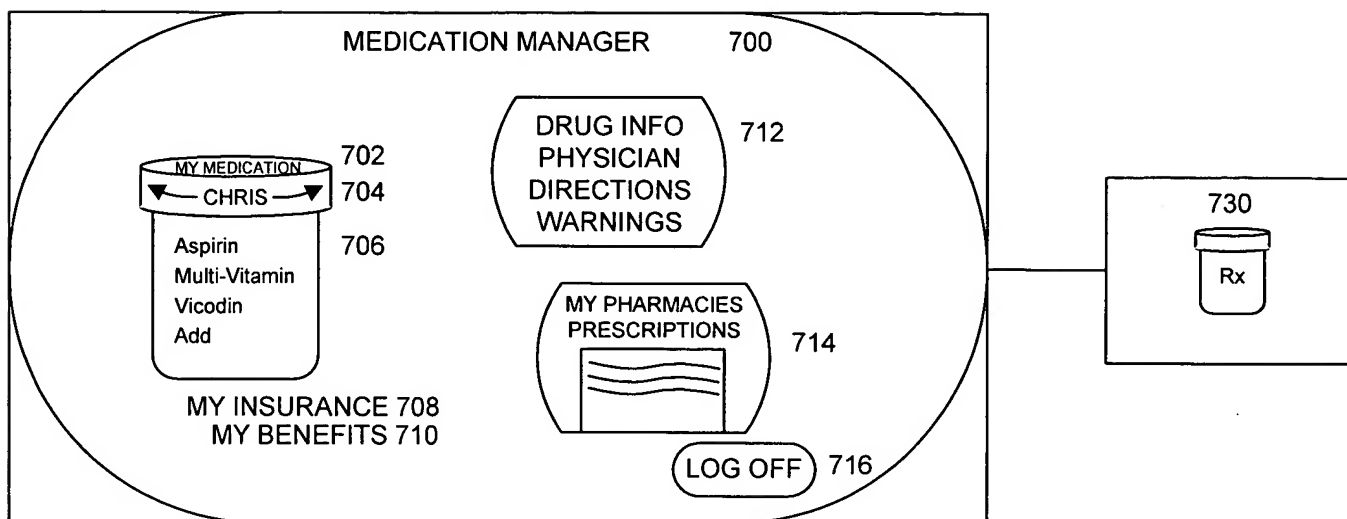 MEDICATION MANAGER 700
MY MEDICATION 702
CHRIS 704
Aspirin 706
Multi-Vitamin
Vicodin
Add
MY INSURANCE 708
MY BENEFITS 710
DRUG INFO 712
PHYSICIAN
DIRECTIONS
WARNINGS
MY PHARMACIES
PRESCRIPTIONS
714
LOG OFF 716
730
Rx